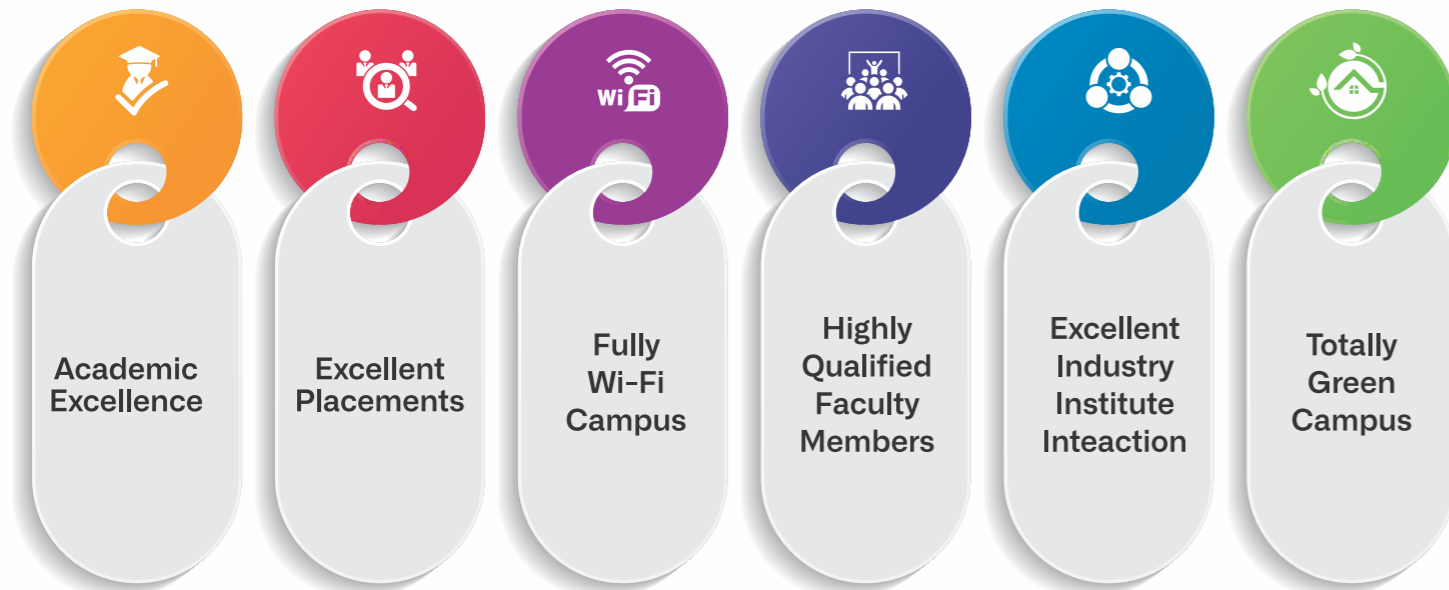 WiFi
Academic
Excellence
Excellent
Placements
Fully
Wi-Fi
Campus
Highly
Qualified
Faculty
Members
Excellent
Industry
Institute
Inteaction
Totally
Green
Campus